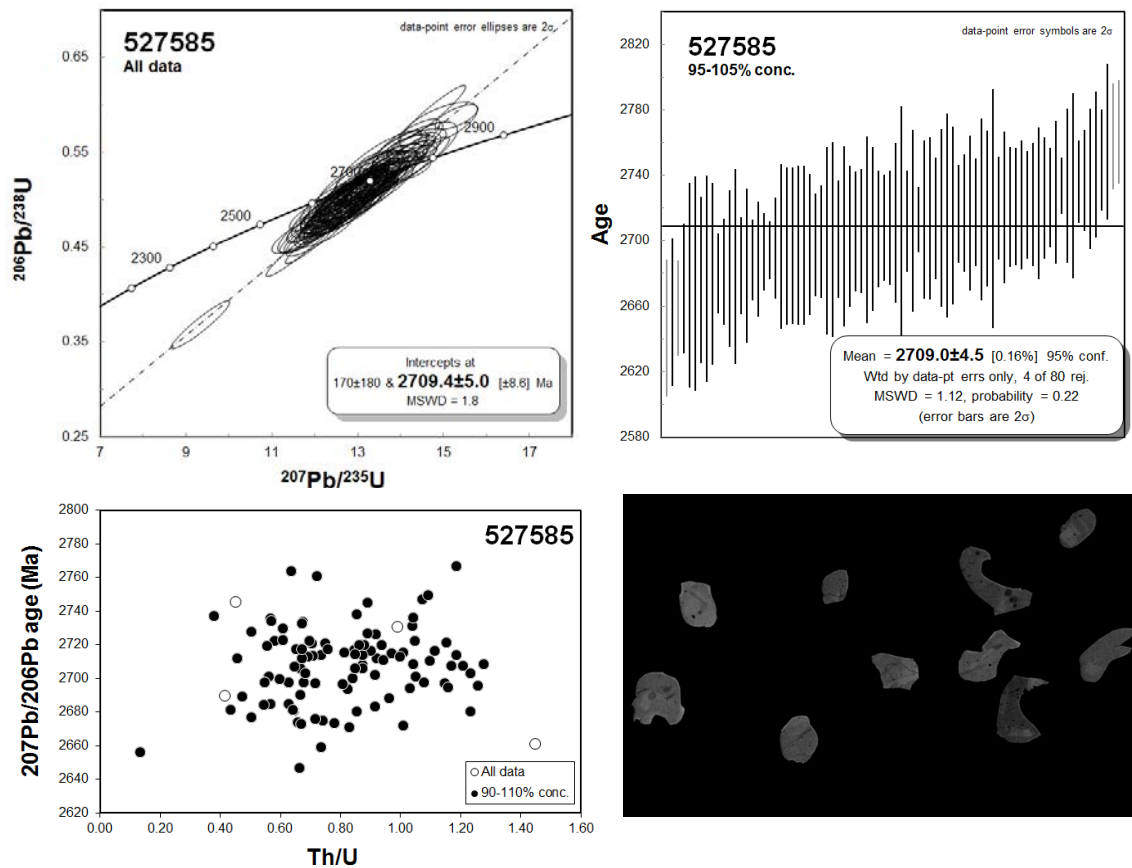 527585
All data
data-point error ellipses are 2σ
0.65
0.55
0.45
0.35
0.25
206Pb/238U
2300
2500
2700
2900
Intercepts at
170±180 & 2709.4±5.0 [±8.6] Ma
MSWD = 1.8
7 9 11 13 15 17
207Pb/235U
527585
95-105% conc.
data-point error symbols are 2σ
2820
2780
2740
2700
2660
2620
2580
Age
Mean = 2709.0±4.5 [0.16%] 95% conf.
Wtd by data-pt errs only, 4 of 80 rej.
MSWD = 1.12, probability = 0.22
(error bars are 2σ)
527585
2800
2780
2760
2740
2720
2700
2680
2660
2640
2620
207Pb/206Pb age (Ma)
All data
90-110% conc.
0.00 0.20 0.40 0.60 0.80 1.00 1.20 1.40 1.60
Th/U